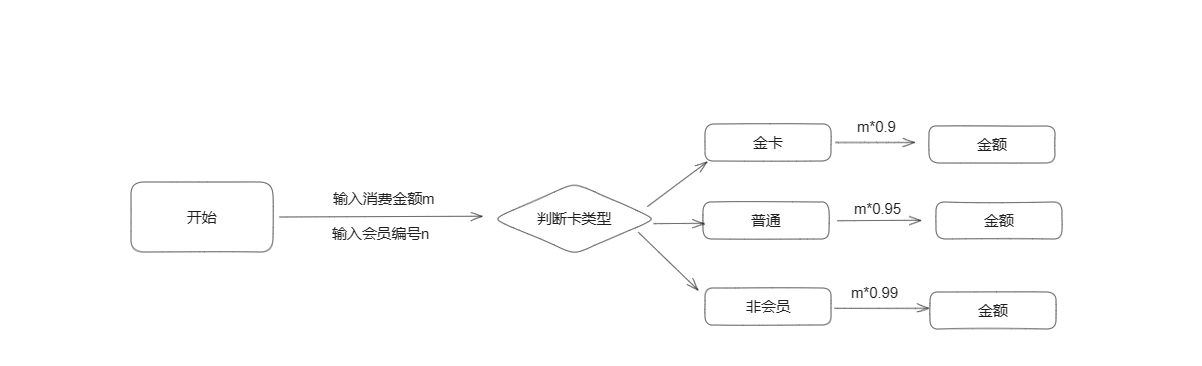 开始
输入消费金额m
输入会员编号n
判断卡类型
金卡
m*0.9
金额
普通
m*0.95
金额
非会员
m*0.99
金额